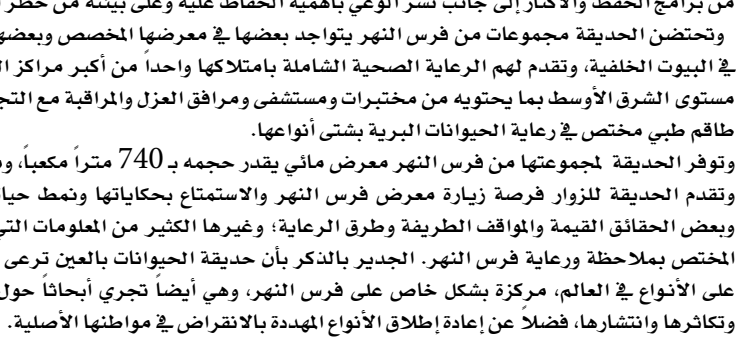 من برامج الحفظ والاكثار إلى جانب نشر الوعي بأهمية الحفاظ عليه وعلى بيئته من خطر
وتحتضن الحديقة مجموعات من فرس النهر يتواجد بعضها في معرضها المخصص وبعضها
في البيوت الخلفية، وتقدم لهم الرعاية الصحية الشاملة بامتلاكها واحداً من أكبر مراكز
مستوى الشرق الأوسط بما يحتويه من مختبرات ومستشفى ومرافق العزل والمراقبة مع
طاقم طبي مختص في رعاية الحيوانات البرية بشتى أنواعها.
وتوفر الحديقة لمجموعتها من فرس النهر معرض مائي يقدر حجمه بـ 740 متراً مكعباً،
وتقدم الحديقة للزوار فرصة زيارة معرض فرس النهر والاستمتاع بحكاياتها ونمط
وبعض الحقائق القيمة والمواقف الطريفة وطرق الرعاية؛ وغيرها الكثير من المعلومات
المختص بملاحظة ورعاية فرس النهر. الجدير بالذكر بأن حديقة الحيوانات بالعين ترعى
على الأنواع في العالم، مركزة بشكل خاص على فرس النهر، وهي أيضاً تجري أبحاثاً حول
وتكاثرها وانتشارها، فضلاً عن إعادة إطلاق الأنواع المهددة بالانقراض في مواطنها الأصلية.